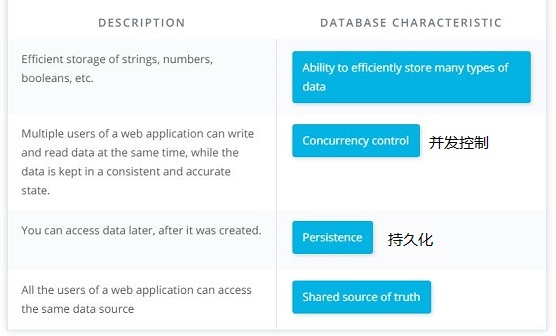 DESCRIPTION
DATABASE CHARACTERISTIC
Efficient storage of strings, numbers,
booleans, etc.
Ability to efficiently store many types of
data
Multiple users of a web application can write
and read data at the same time, while the
data is kept in a consistent and accurate
state.
Concurrency control
并发控制
You can access data later, after it was created.
Persistence
持久化
All the users of a web application can access
the same data source
Shared source of truth